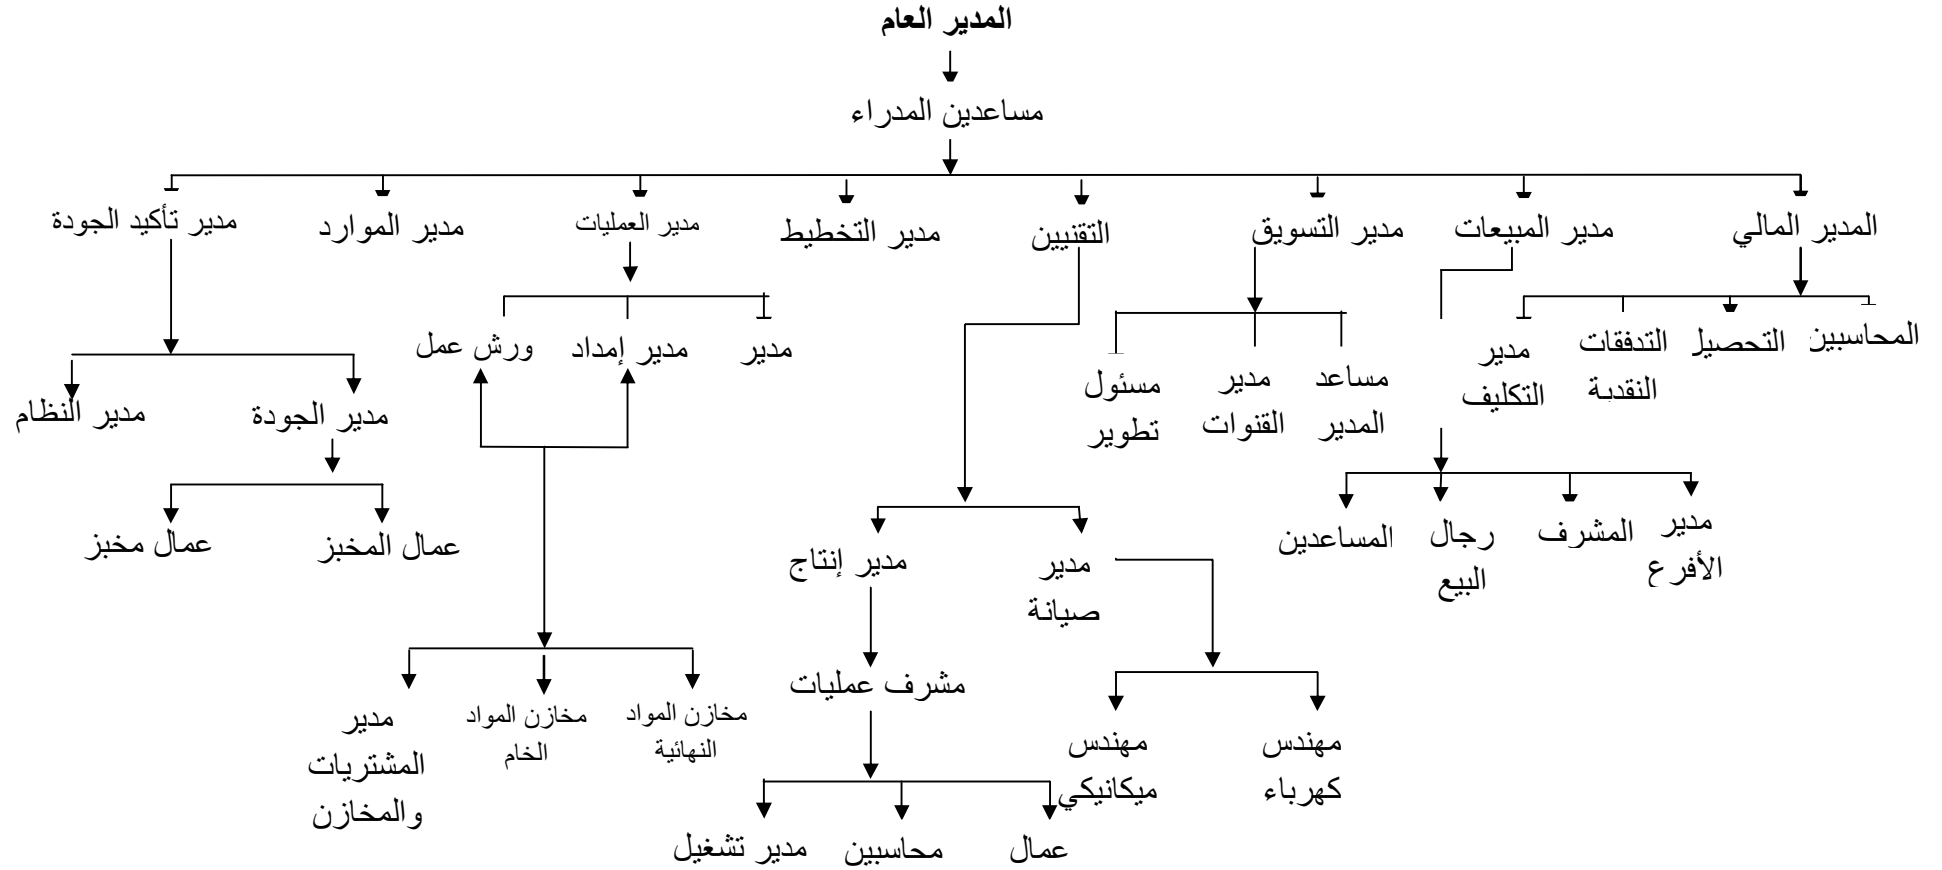 المدير العام
مساعدين المدراء
المدير المالي
مدير المبيعات
مدير التسويق
التقنيين
مدير التخطيط
مدير العمليات
مدير الموارد
مدير تأكيد الجودة
المحاسبين
التحصيل
التدفقات
النقدية
مدير
التكليف
مساعد
المدير
مدير
القنوات
مسئول
تطوير
مدير
مدير إمداد
ورش عمل
مدير الجودة
مدير النظام
مدير
الأفرع
المشرف
رجال
البيع
المساعدين
مدير
صيانة
مدير إنتاج
عمال المخبز
عمال مخبز
مشرف عمليات
مخازن المواد
النهائية
مخازن المواد
الخام
مدير
المشتريات
والمخازن
مهندس
كهرباء
مهندس
ميكانيكي
عمال
محاسبين
مدير تشغيل